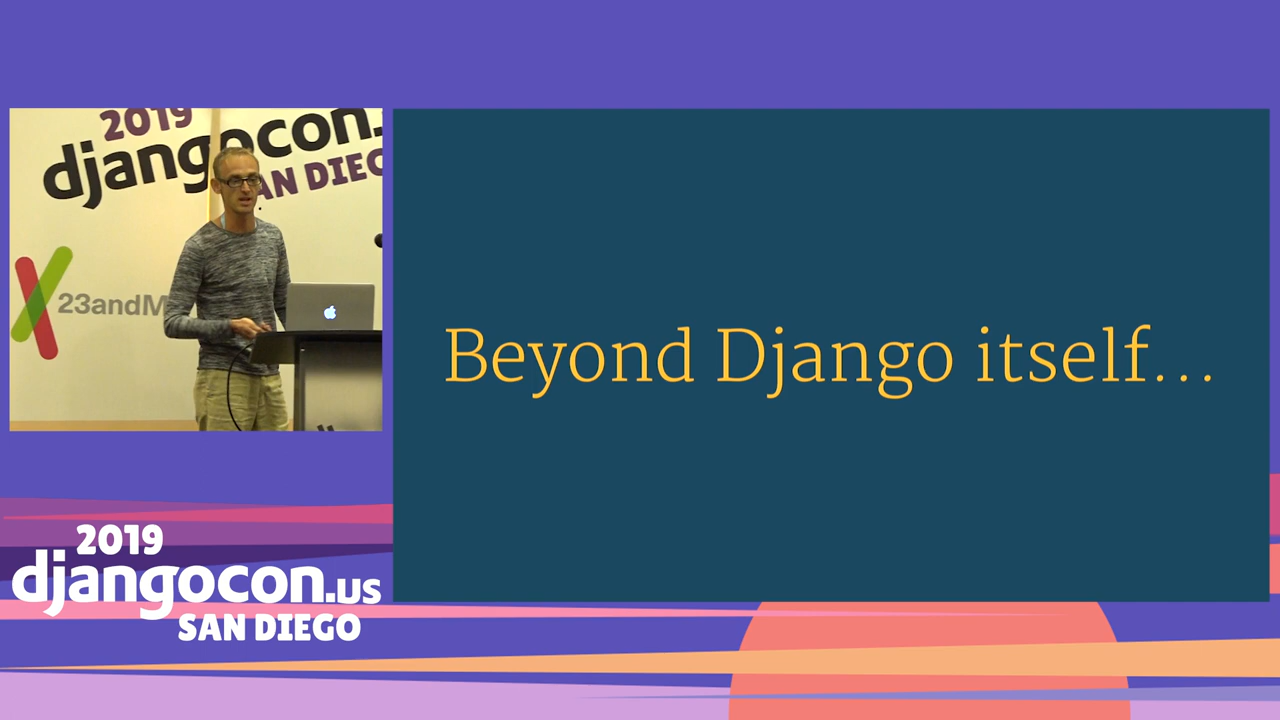 2019
djangocon.
SAN DIEG
23andM
Beyond Django itself...
2019
djangocon.us
SAN DIEGO